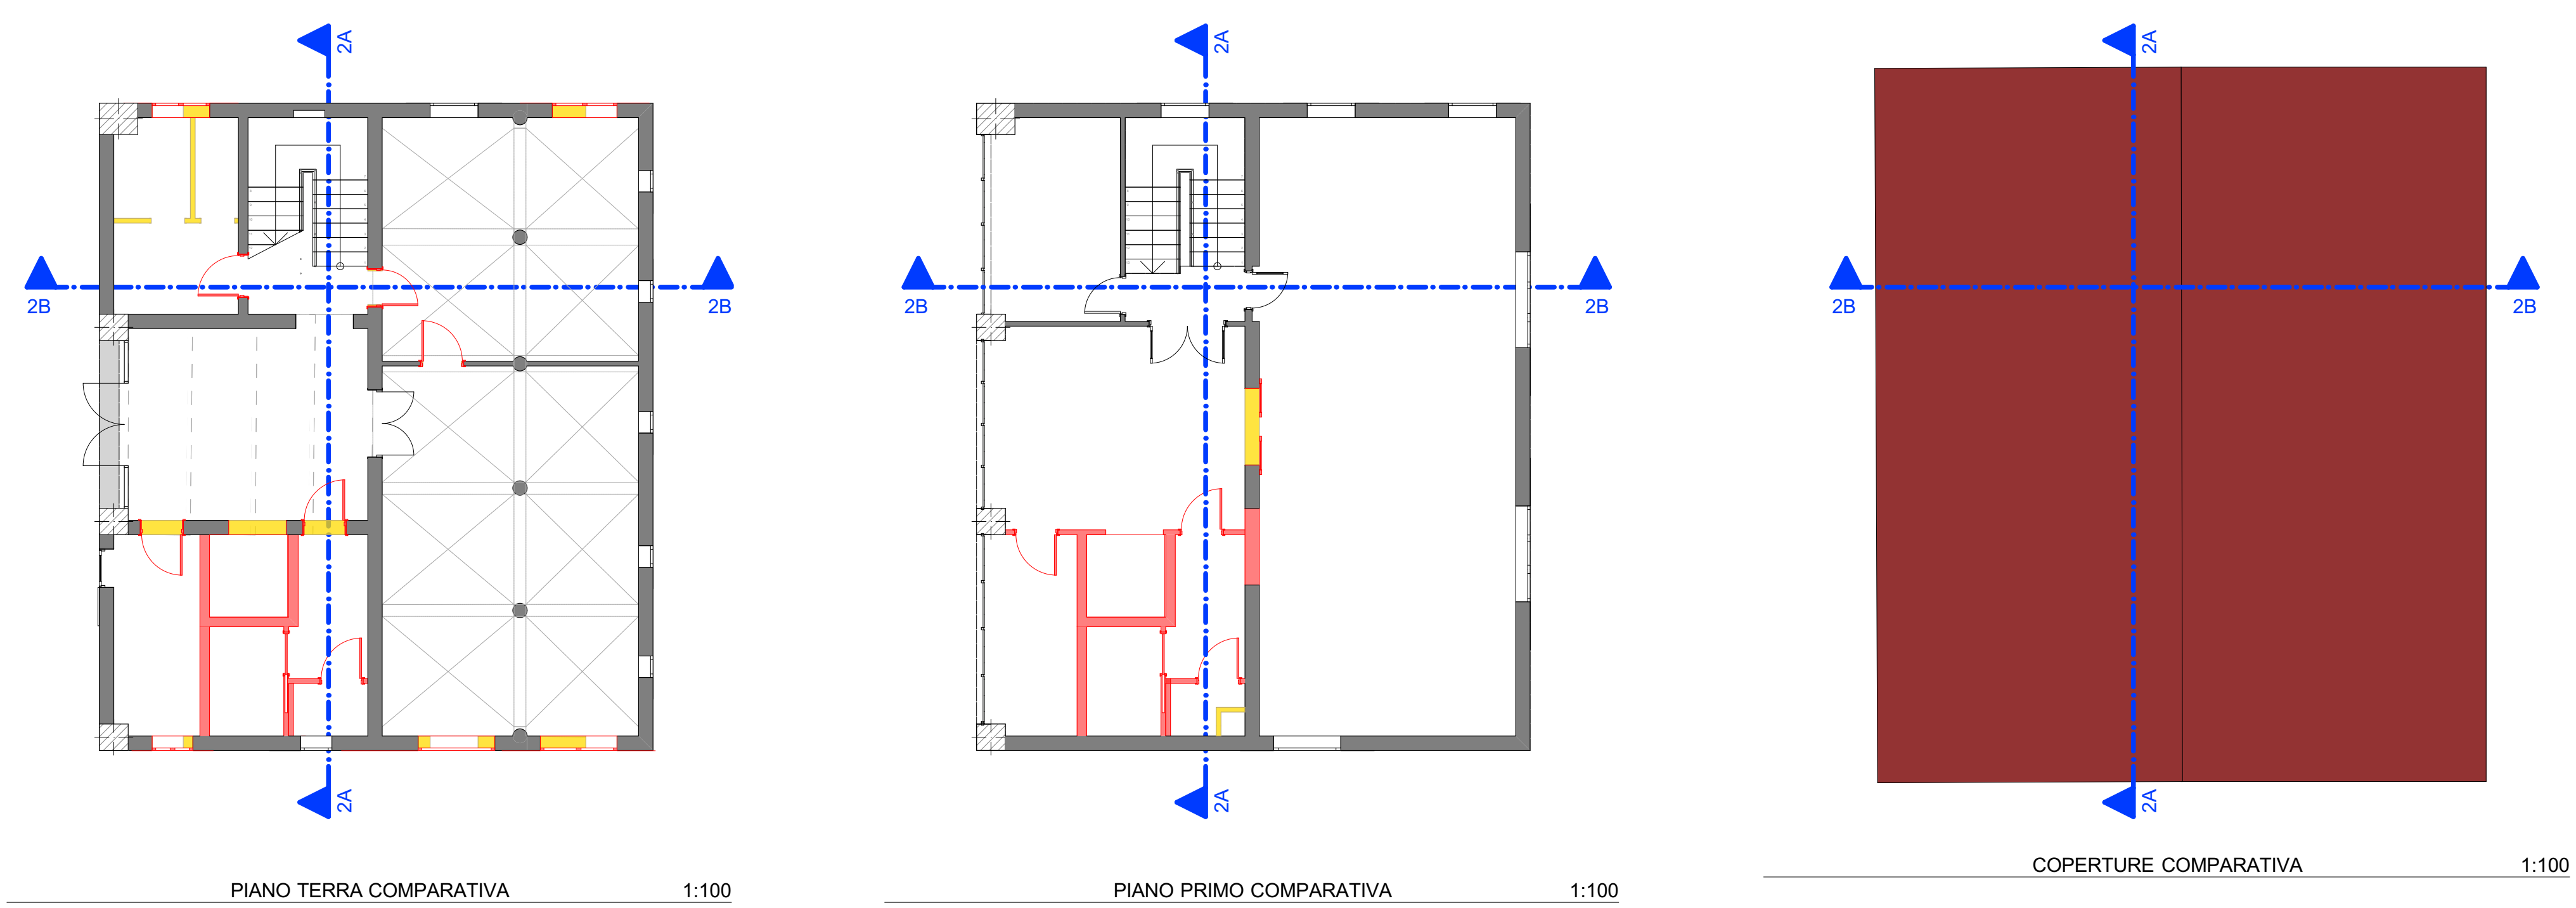 2A
2A
2A
2B
2B
2B
2B
2B
2B
2A
2A
2A
COPERTURE COMPARATIVA 1:100
PIANO TERRA COMPARATIVA 1:100
PIANO PRIMO COMPARATIVA 1:100